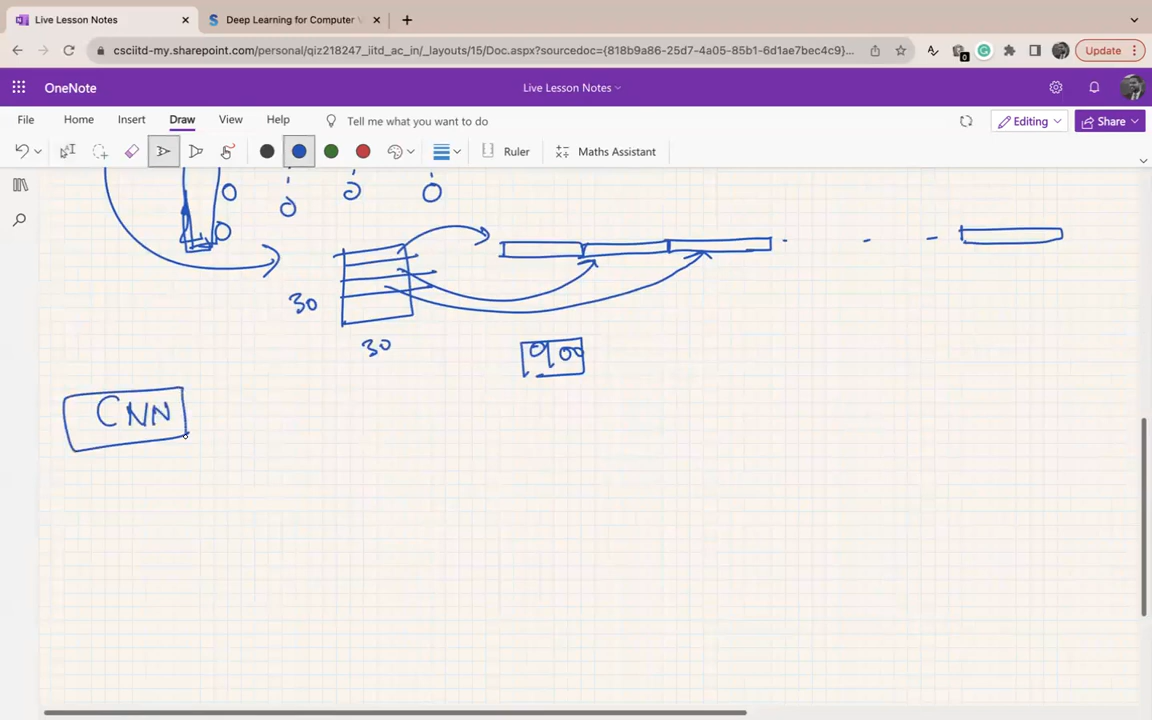 Live Lesson Notes
Deep Learning for Computer
csciitd-my.sharepoint.com/personal/qiz218247_iitd_ac_in/_layouts/15/Doc.aspx?sourcedoc={818b9a86-25d7-4a05-85b1-6d1ae7bec4c9}...
Update
OneNote
Live Lesson Notes
File Home Insert Draw View Help Tell me what you want to do
Editing Share
Ruler Maths Assistant
30
30
900
CNN